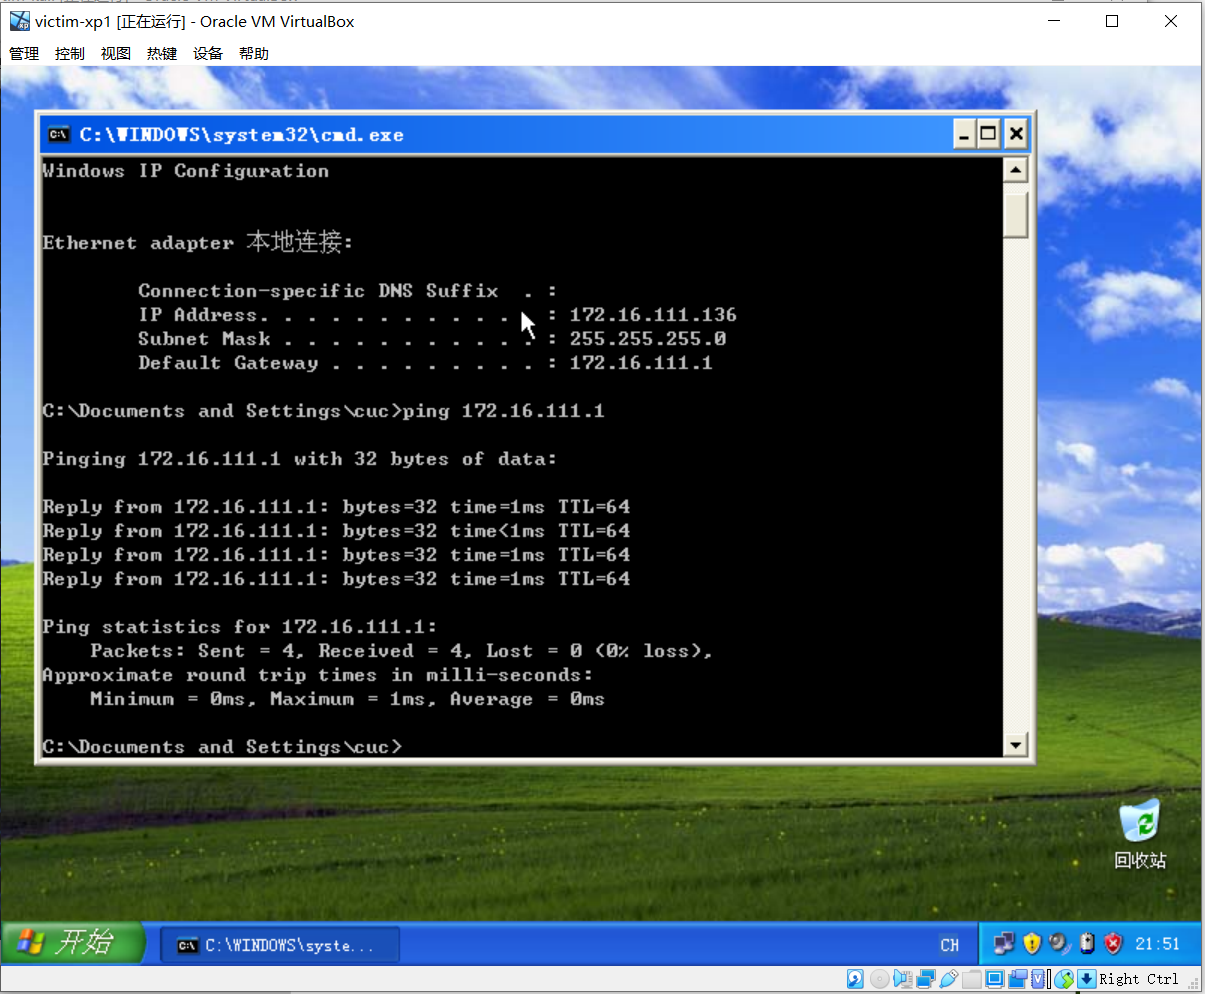 victim-xp1 [正在运行] - Oracle VM VirtualBox
管理 控制 视图 热键 设备 帮助
C:\WINDOWS\system32\cmd.exe
Windows IP Configuration
Ethernet adapter 本地连接:
Connection-specific DNS Suffix  . :
IP Address. . . . . . . . . . . . : 172.16.111.136
Subnet Mask . . . . . . . . . . . : 255.255.255.0
Default Gateway . . . . . . . . . : 172.16.111.1
C:\Documents and Settings\cuc>ping 172.16.111.1
Pinging 172.16.111.1 with 32 bytes of data:
Reply from 172.16.111.1: bytes=32 time=1ms TTL=64
Reply from 172.16.111.1: bytes=32 time<1ms TTL=64
Reply from 172.16.111.1: bytes=32 time=1ms TTL=64
Reply from 172.16.111.1: bytes=32 time=1ms TTL=64
Ping statistics for 172.16.111.1:
Packets: Sent = 4, Received = 4, Lost = 0 (0% loss),
Approximate round trip times in milli-seconds:
Minimum = 0ms, Maximum = 1ms, Average = 0ms
C:\Documents and Settings\cuc>
回收站
开始 C:\WINDOWS\syste... CH 21:51
Right Ctrl